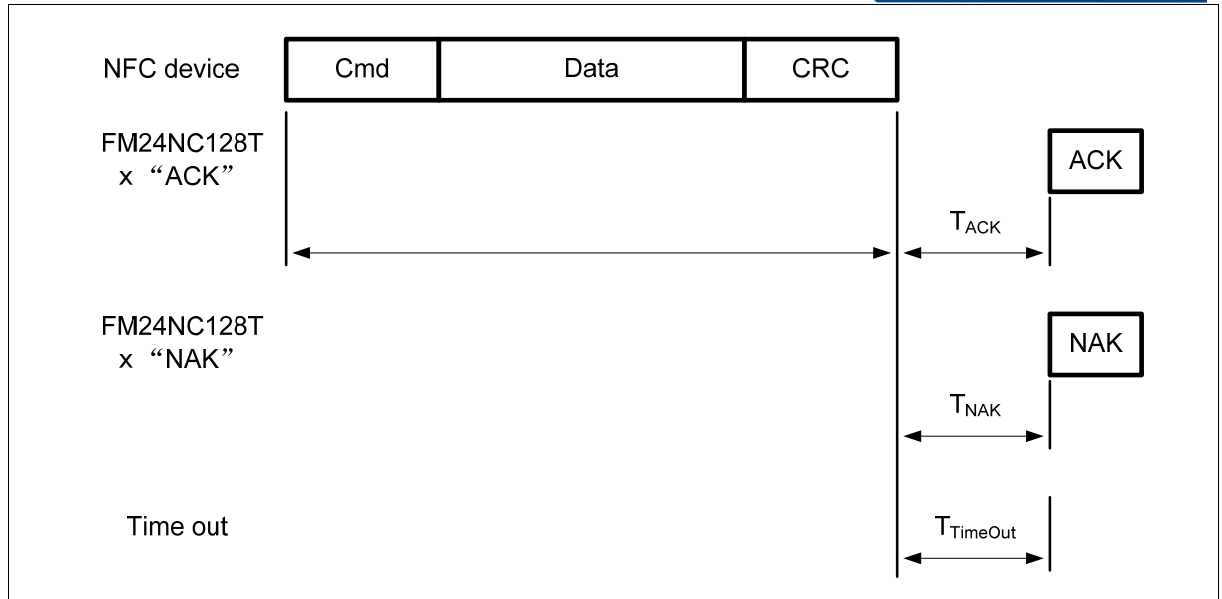 NFC device
Cmd
Data
CRC
FM24NC128T
x “ACK”
ACK
TACK
FM24NC128T
x “NAK”
NAK
TNAK
Time out
TTimeOut